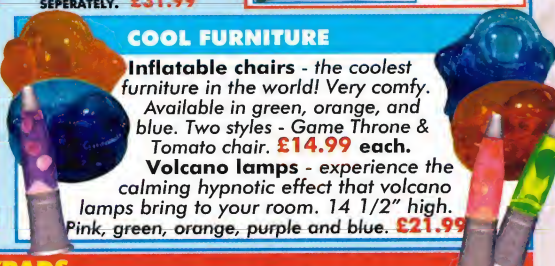 SEPERATELY. £31.99
COOL FURNITURE
Inflatable chairs - the coolest
furniture in the world! Very comfy.
Available in green, orange, and
blue. Two styles - Game Throne &
Tomato chair. £14.99 each.
Volcano lamps - experience the
calming hypnotic effect that volcano
lamps bring to your room. 14 1/2" high.
Pink, green, orange, purple and blue. £21.99